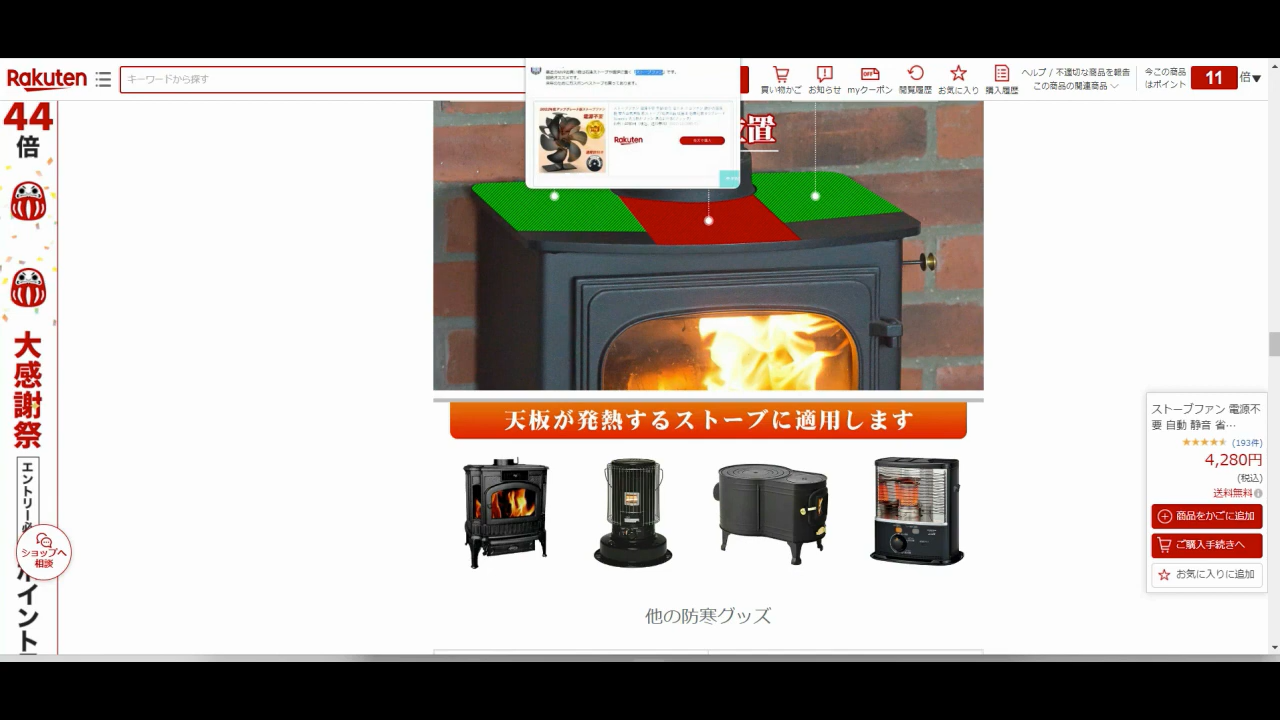 Rakuten
キーワードから探す
買い物かご
お知らせ
myクーポン
閲覧履歴
お気に入り
購入履歴
ヘルプ / 不適切な商品を報告
この商品の関連商品
今この商品
はポイント
11
倍
44
倍
大感謝祭
エントリー必
ポイント
ショップへ
相談
電源不要
Rakuten
置
天板が発熱するストーブに適用します
他の防寒グッズ
ストーブファン 電源不
要 自動 静音 省…
(193件)
4,280円
(税込)
送料無料
商品をかごに追加
ご購入手続きへ
お気に入りに追加